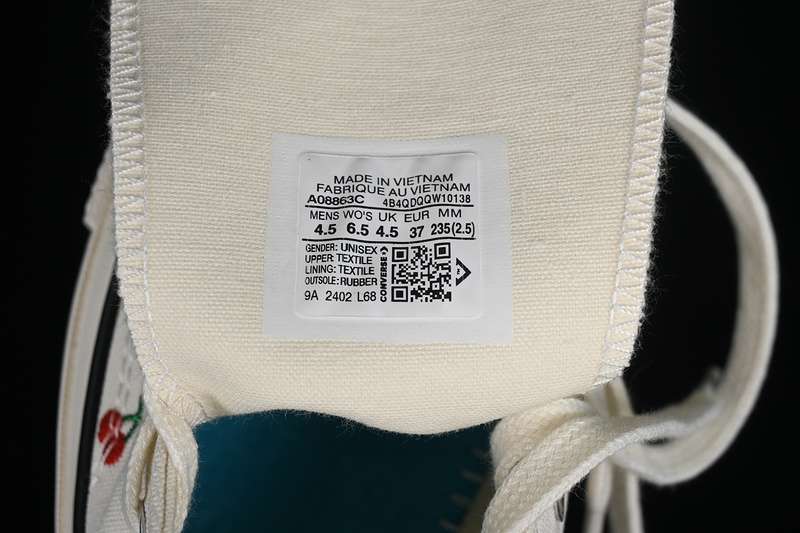 MADE IN VIETNAM
FABRIQUE AU VIETNAM
A08863C 4B4QDQQW10138
MENS WO'S UK EUR MM
4.5 6.5 4.5 37 235(2.5)
GENDER: UNISEX
UPPER: TEXTILE
LINING: TEXTILE
OUTSOLE: RUBBER
9A 2402 L68
CONVERSE